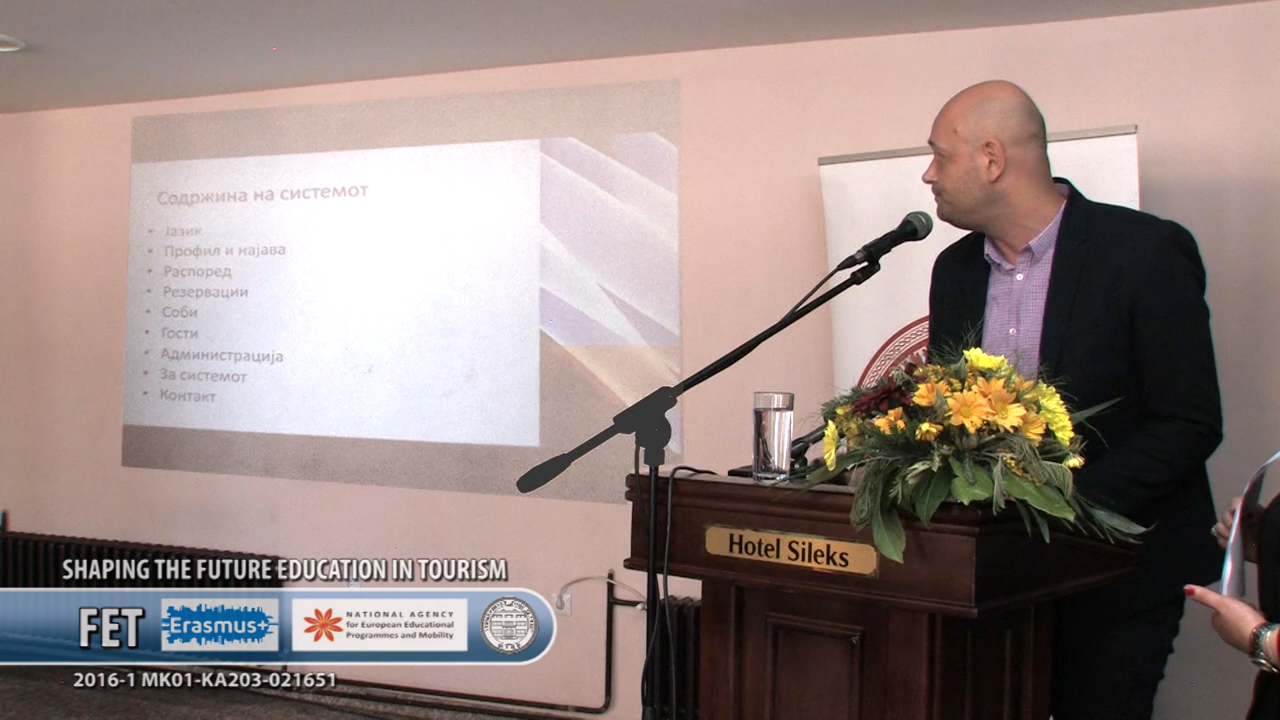 Содржина на системот
• Јазик
• Профил и најава
• Распоред
• Резервации
• Соби
• Гости
• Администрација
• За системот
• Контакт
Hotel Sileks
SHAPING THE FUTURE EDUCATION IN TOURISM
FET
Erasmus+
NATIONAL AGENCY
for European Educational
Programmes and Mobility
2016-1 MK01-KA203-021651